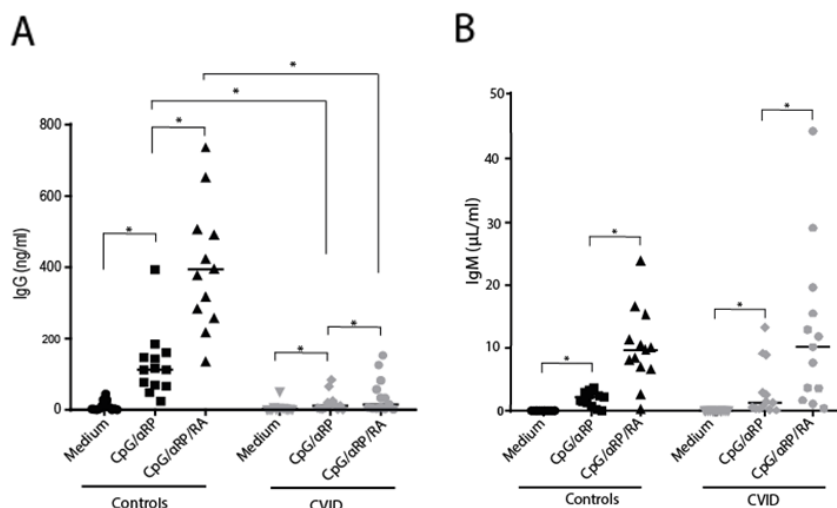 A
B
*
*
*
*
*
*
IgG (ng/ml)
800
600
400
200
0
Medium
CpG/αRP
CpG/αRP/RA
Medium
CpG/αRP
CpG/αRP/RA
Controls
CVID
IgM (µL/ml)
50
40
30
20
10
0
*
*
*
*
Medium
CpG/αRP
CpG/αRP/RA
Medium
CpG/αRP
CpG/αRP/RA
Controls
CVID